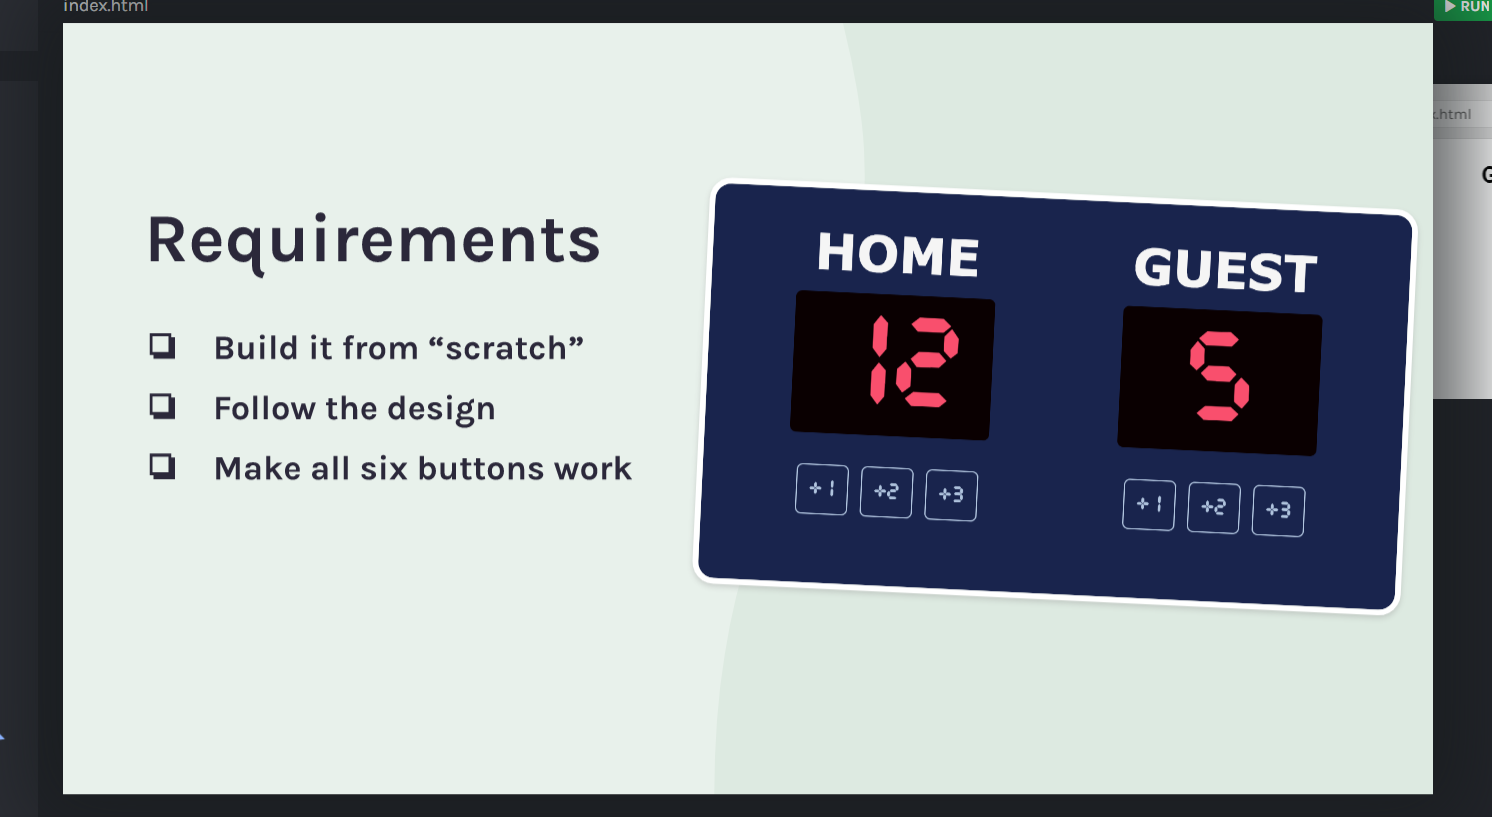 index.html
RUN
.html
G
Requirements
Build it from “scratch”
Follow the design
Make all six buttons work
HOME
GUEST
12
5
+1 +2 +3
+1 +2 +3